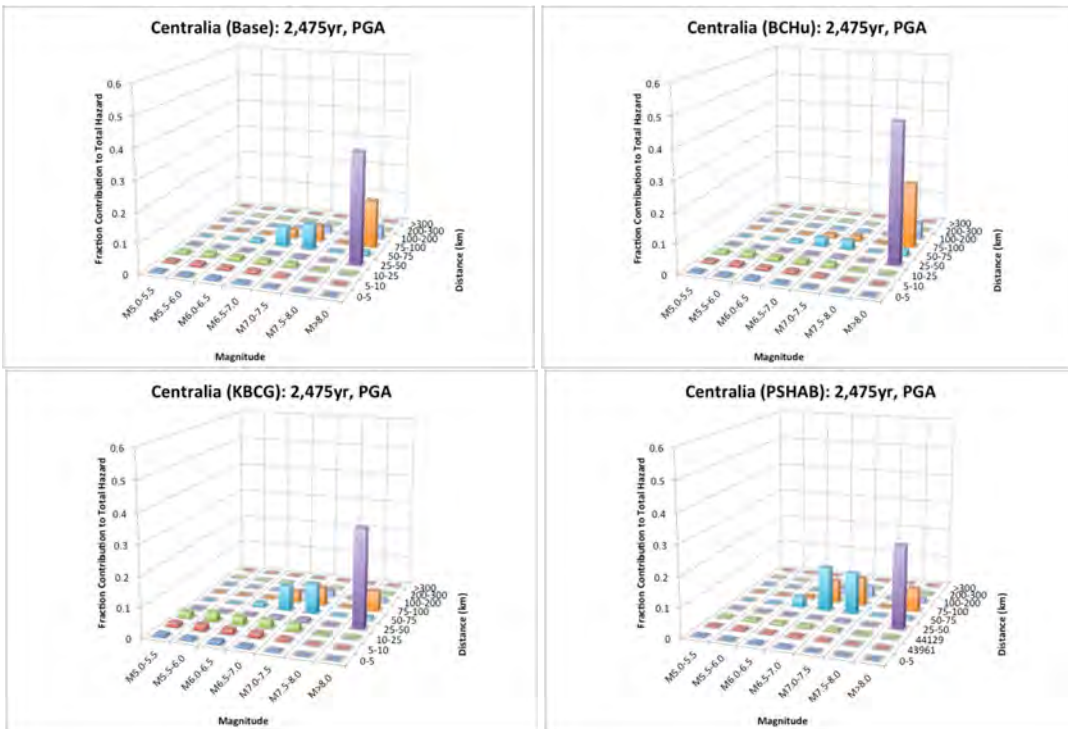 Centralia (Base): 2,475yr, PGA
Fraction Contribution to Total Hazard
0.6
0.5
0.4
0.3
0.2
0.1
0
M5.0-5.5
M5.5-6.0
M6.0-6.5
M6.5-7.0
M7.0-7.5
M7.5-8.0
M>8.0
Magnitude
>300
200-300
100-200
75-100
50-75
25-50
10-25
5-10
0-5
Distance (km)
Centralia (BCHu): 2,475yr, PGA
Fraction Contribution to Total Hazard
0.6
0.5
0.4
0.3
0.2
0.1
0
M5.0-5.5
M5.5-6.0
M6.0-6.5
M6.5-7.0
M7.0-7.5
M7.5-8.0
M>8.0
Magnitude
>300
200-300
100-200
75-100
50-75
25-50
10-25
5-10
0-5
Distance (km)
Centralia (KBCG): 2,475yr, PGA
Fraction Contribution to Total Hazard
0.6
0.5
0.4
0.3
0.2
0.1
0
M5.0-5.5
M5.5-6.0
M6.0-6.5
M6.5-7.0
M7.0-7.5
M7.5-8.0
M>8.0
Magnitude
>300
200-300
100-200
75-100
50-75
25-50
10-25
5-10
0-5
Distance (km)
Centralia (PSHAB): 2,475yr, PGA
Fraction Contribution to Total Hazard
0.6
0.5
0.4
0.3
0.2
0.1
0
M5.0-5.5
M5.5-6.0
M6.0-6.5
M6.5-7.0
M7.0-7.5
M7.5-8.0
M>8.0
Magnitude
>300
200-300
100-200
75-100
50-75
25-50
44129
43961
0-5
Distance (km)